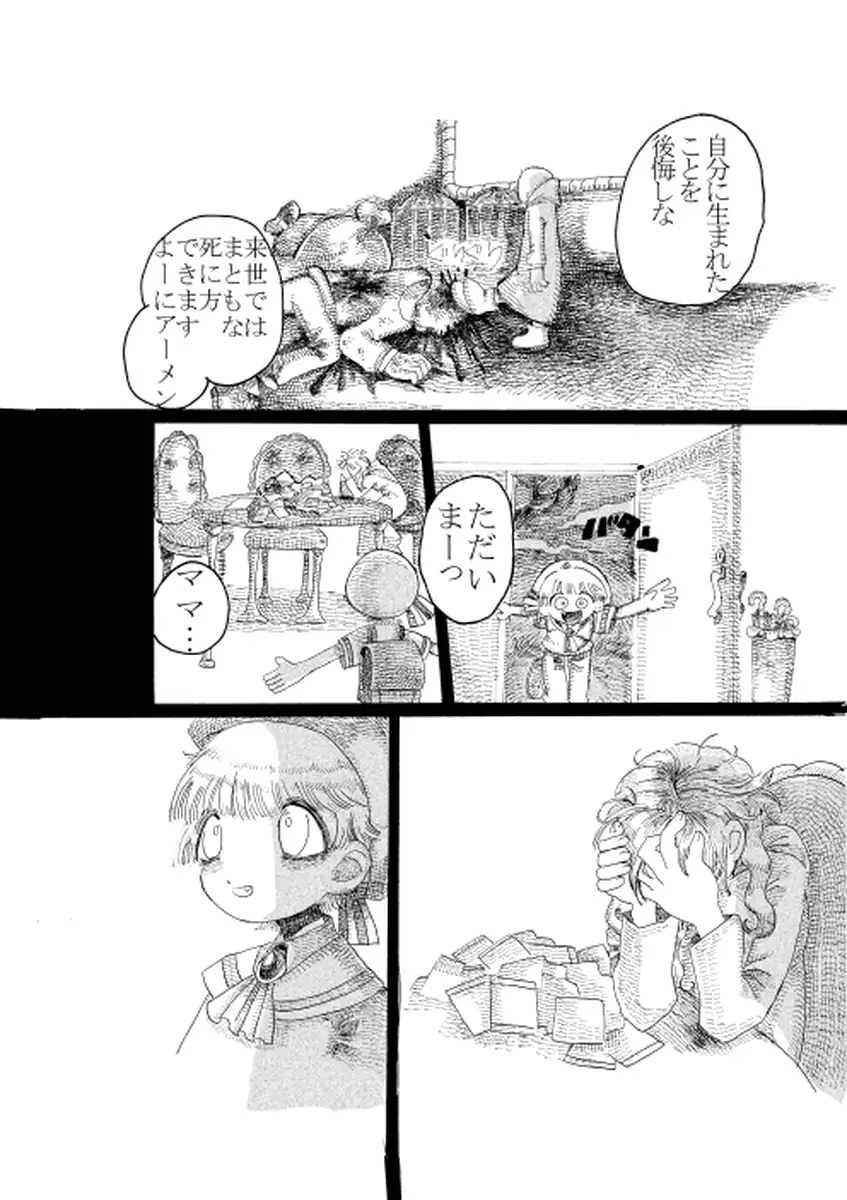 自分に生まれた
ことを
後悔しな
来世では
まともな
死に方
できます
よーにアーメン
バタン
ただい
まーっ
ママ…